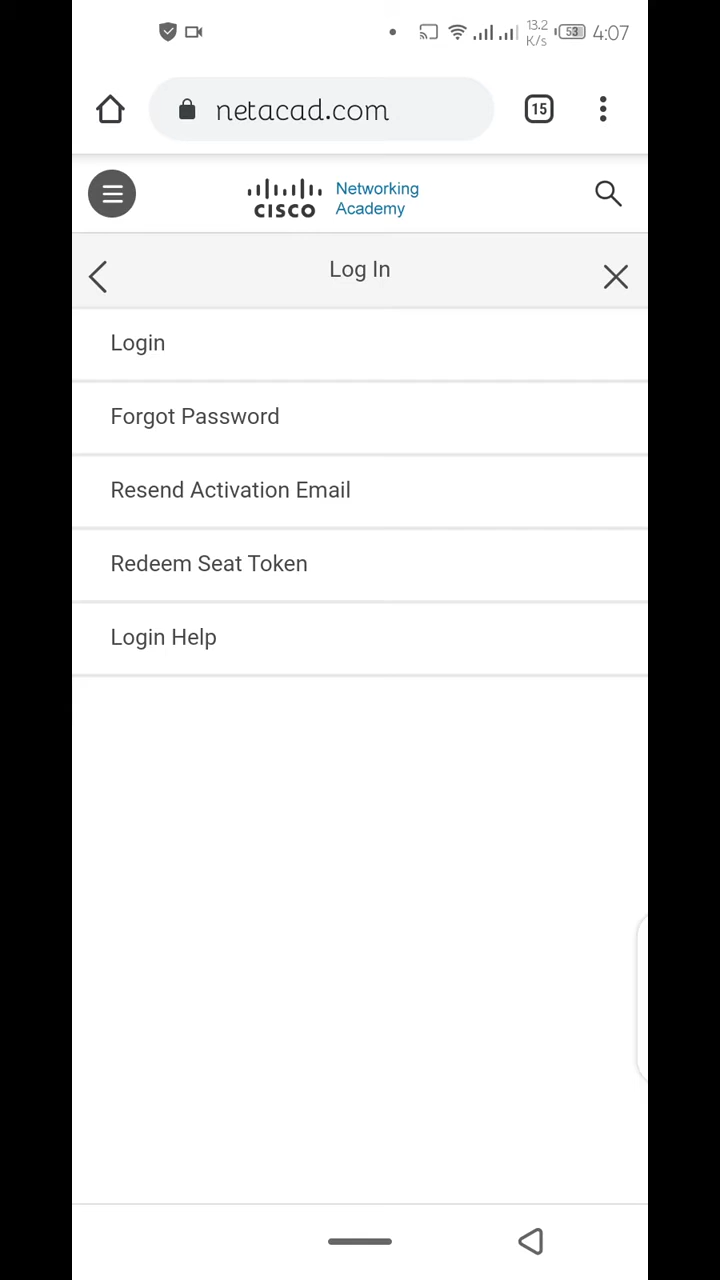 13.2
K/s
53
4:07
netacad.com
15
CISCO
Networking
Academy
Log In
Login
Forgot Password
Resend Activation Email
Redeem Seat Token
Login Help